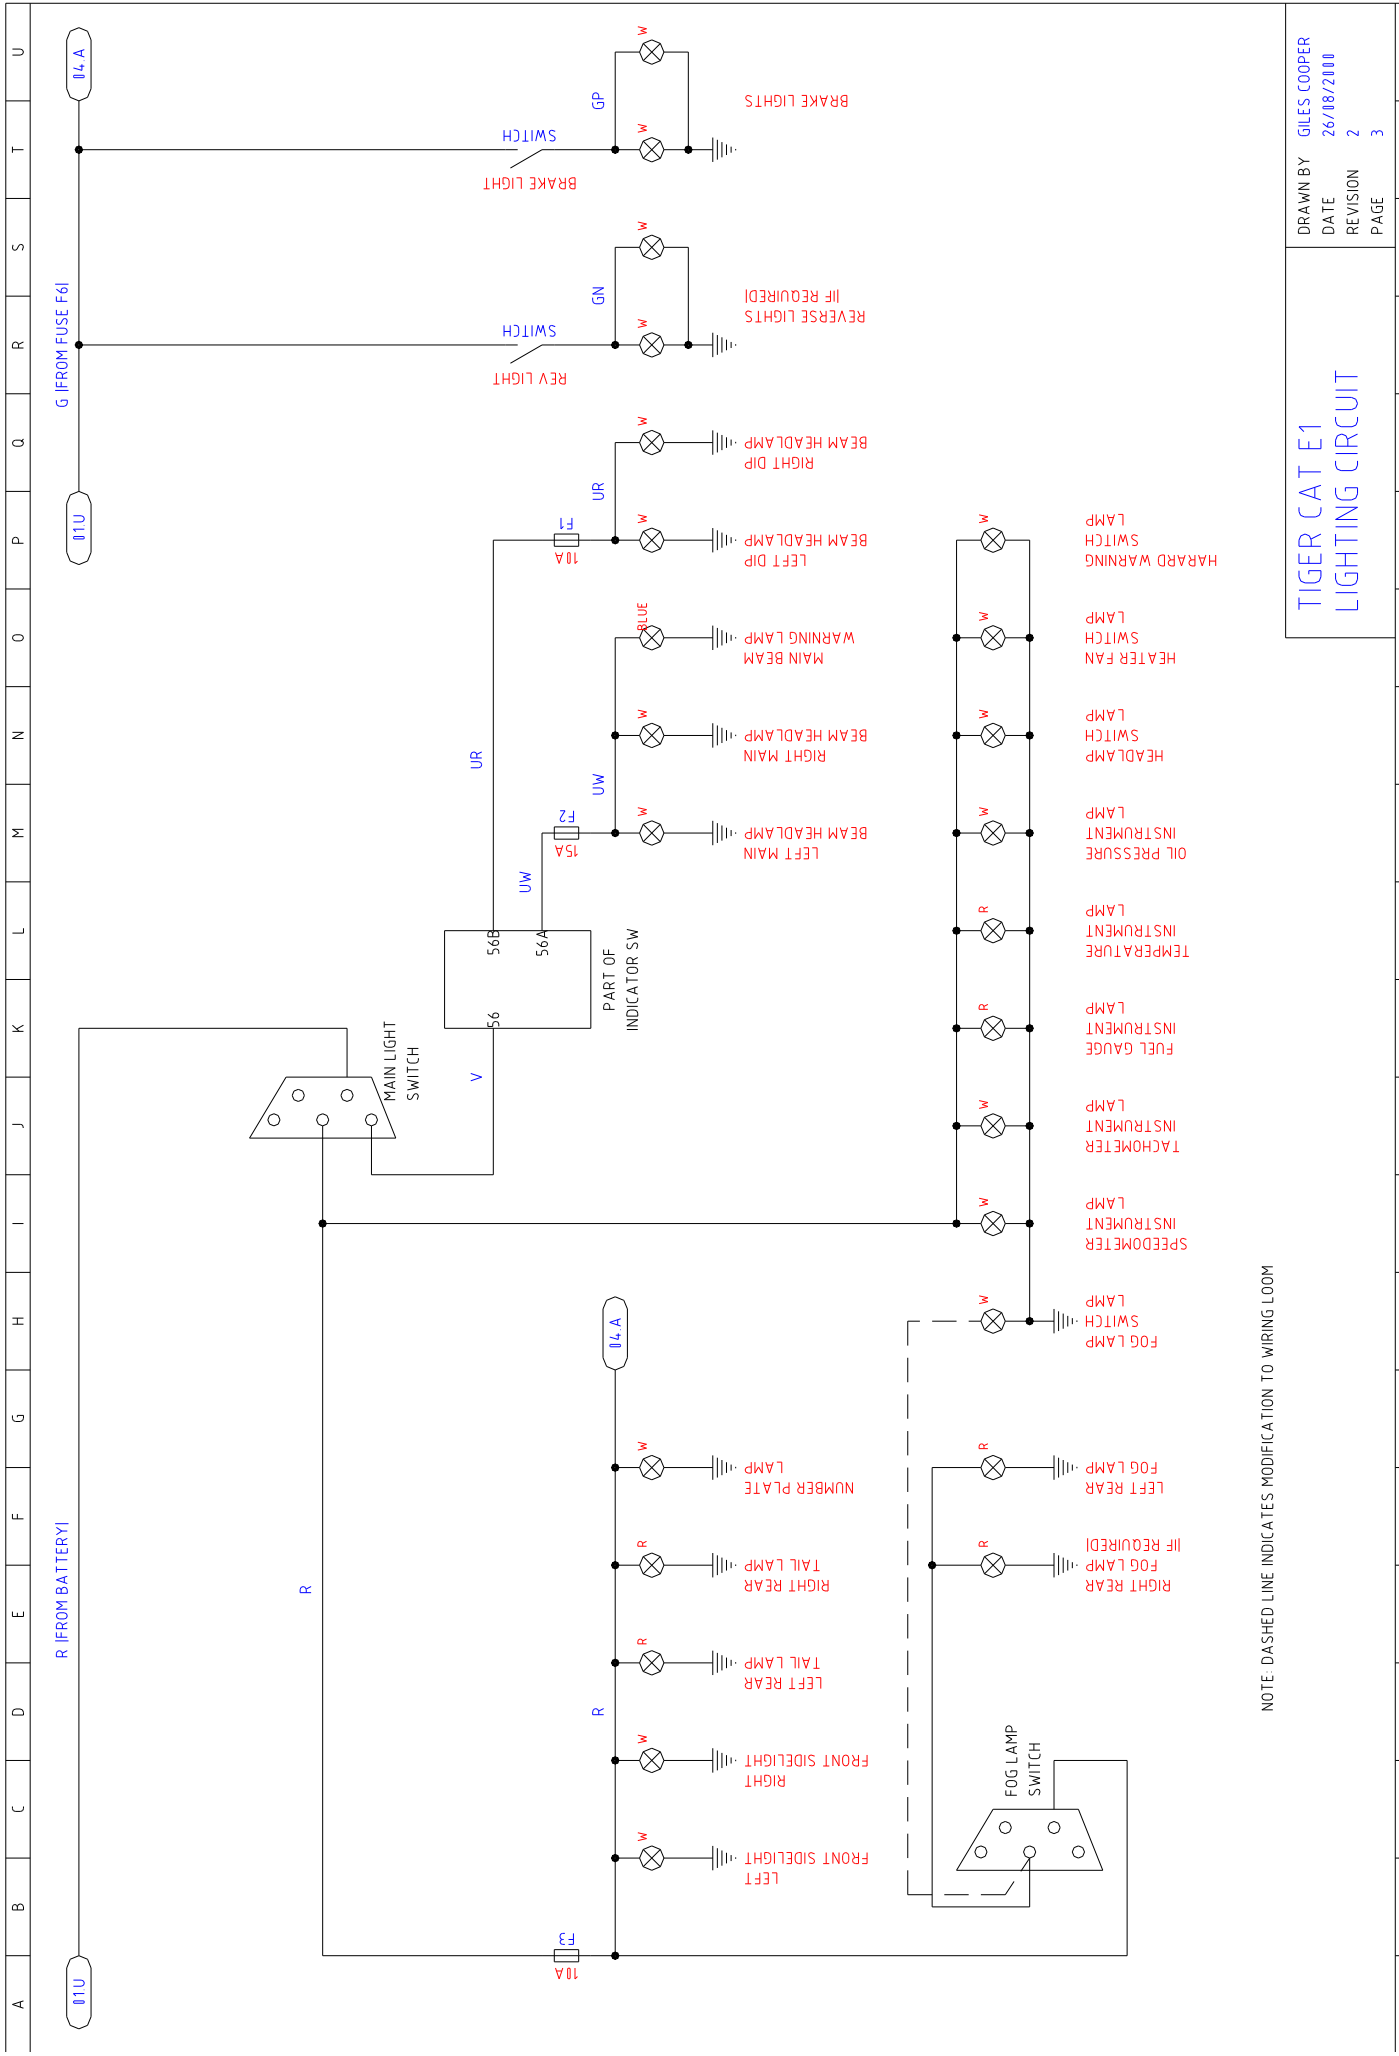 A
B
C
D
E
F
G
H
I
J
K
L
M
N
O
P
Q
R
S
T
U
01.U
R (FROM BATTERY)
01.U
G (FROM FUSE F6)
04.A
R
MAIN LIGHT
SWITCH
V
56
56B
56A
PART OF
INDICATOR SW
UR
UW
REV LIGHT
SWITCH
BRAKE LIGHT
SWITCH
10A
F3
15A
F2
10A
F1
R
04.A
UW
UR
GN
GP
W
W
R
R
W
W
W
BLUE
W
W
W
W
W
W
LEFT
FRONT SIDELIGHT
RIGHT
FRONT SIDELIGHT
LEFT REAR
TAIL LAMP
RIGHT REAR
TAIL LAMP
NUMBER PLATE
LAMP
LEFT MAIN
BEAM HEADLAMP
RIGHT MAIN
BEAM HEADLAMP
MAIN BEAM
WARNING LAMP
LEFT DIP
BEAM HEADLAMP
RIGHT DIP
BEAM HEADLAMP
REVERSE LIGHTS
(IF REQUIRED)
BRAKE LIGHTS
FOG LAMP
SWITCH
R
R
W
W
W
R
R
W
W
W
W
RIGHT REAR
FOG LAMP
(IF REQUIRED)
LEFT REAR
FOG LAMP
FOG LAMP
SWITCH
LAMP
SPEEDOMETER
INSTRUMENT
LAMP
TACHOMETER
INSTRUMENT
LAMP
FUEL GAUGE
INSTRUMENT
LAMP
TEMPERATURE
INSTRUMENT
LAMP
OIL PRESSURE
INSTRUMENT
LAMP
HEADLAMP
SWITCH
LAMP
HEATER FAN
SWITCH
LAMP
HARARD WARNING
SWITCH
LAMP
NOTE: DASHED LINE INDICATES MODIFICATION TO WIRING LOOM
TIGER CAT E1
LIGHTING CIRCUIT
DRAWN BY GILES COOPER
DATE 26/08/2000
REVISION 2
PAGE 3